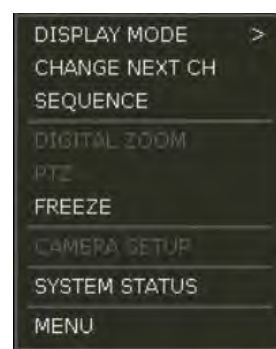 DISPLAY MODE >
CHANGE NEXT CH
SEQUENCE
DIGITAL ZOOM
PTZ
FREEZE
CAMERA SETUP
SYSTEM STATUS
MENU